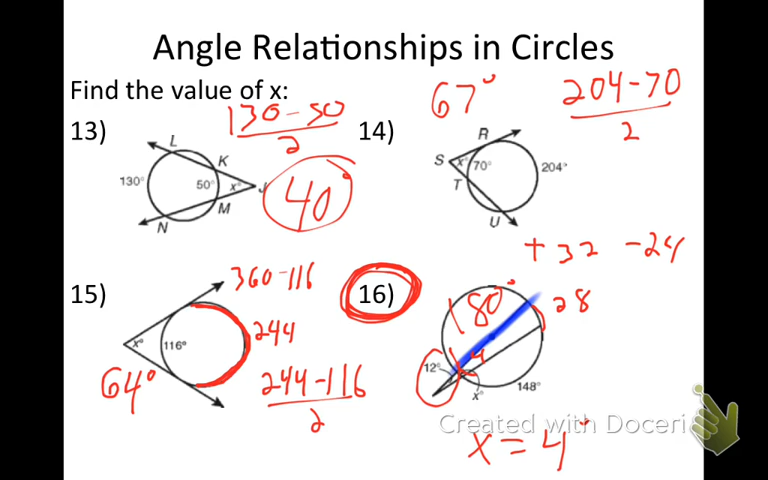 Angle Relationships in Circles
Find the value of x:
67°
130-50
2
204-70
2
13)
L
K
130°
50°
x°
J
N
M
40°
14)
R
S
x°
70°
204°
T
U
+32 -24
15)
360-116
x°
116°
244
64°
244-116
2
16)
180°
28
12°
4
x°
148°
Created with Doceri
x=4°